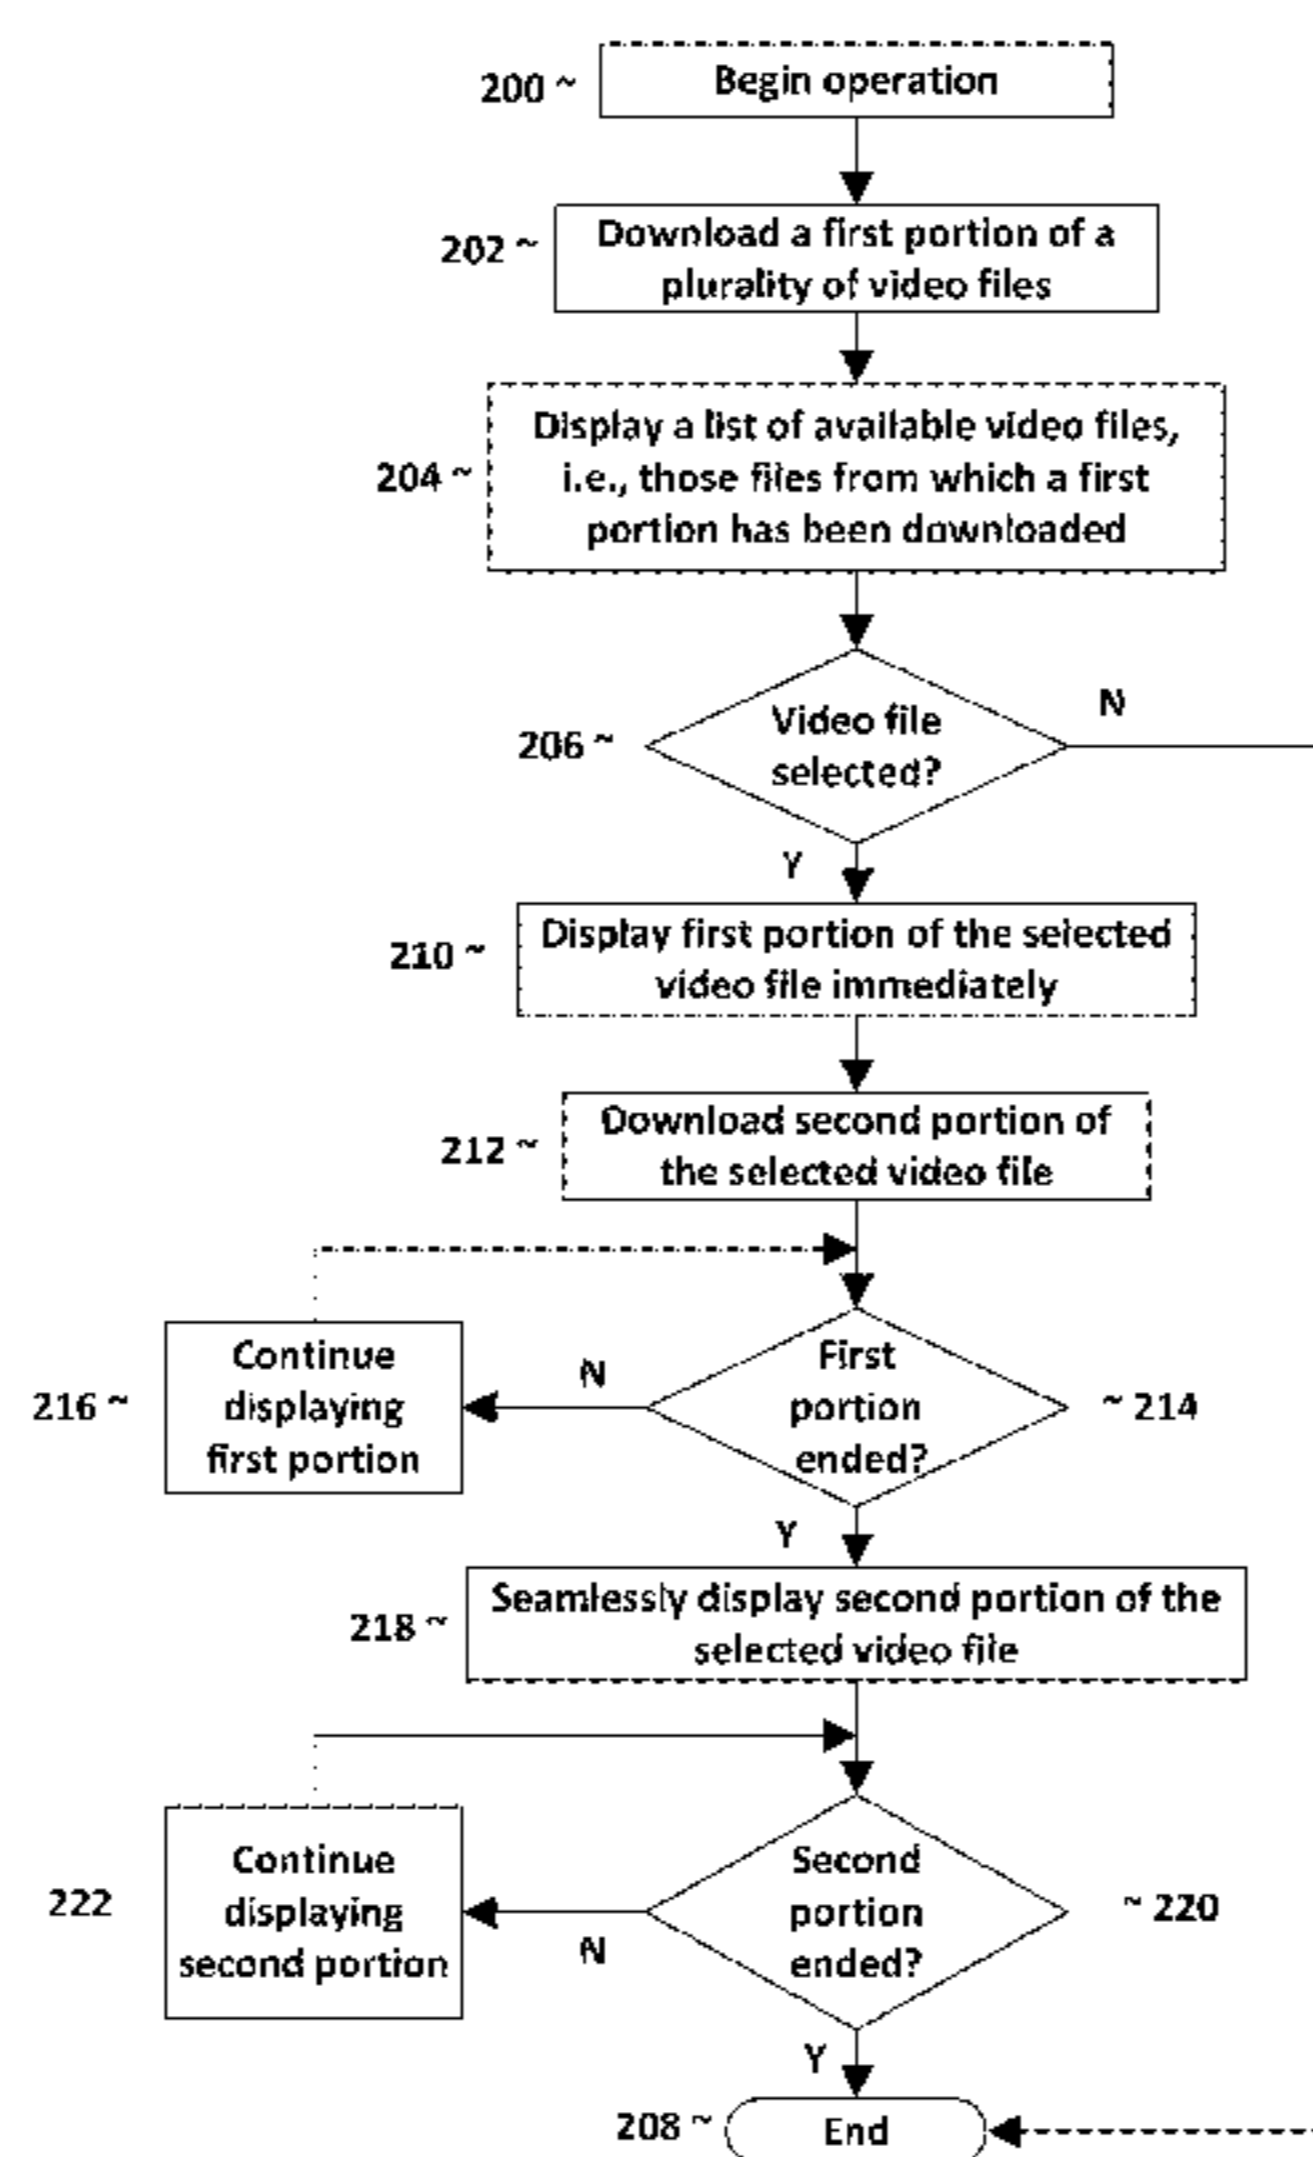 200 ~
Begin operation
202 ~
Download a first portion of a
plurality of video files
204 ~
Display a list of available video files,
i.e., those files from which a first
portion has been downloaded
206 ~
Video file
selected?
N
Y
210 ~
Display first portion of the selected
video file immediately
212 ~
Download second portion of
the selected video file
216 ~
Continue
displaying
first portion
N
First
portion
ended?
~ 214
Y
218 ~
Seamlessly display second portion of the
selected video file
222
Continue
displaying
second portion
N
Second
portion
ended?
~ 220
Y
208 ~
End